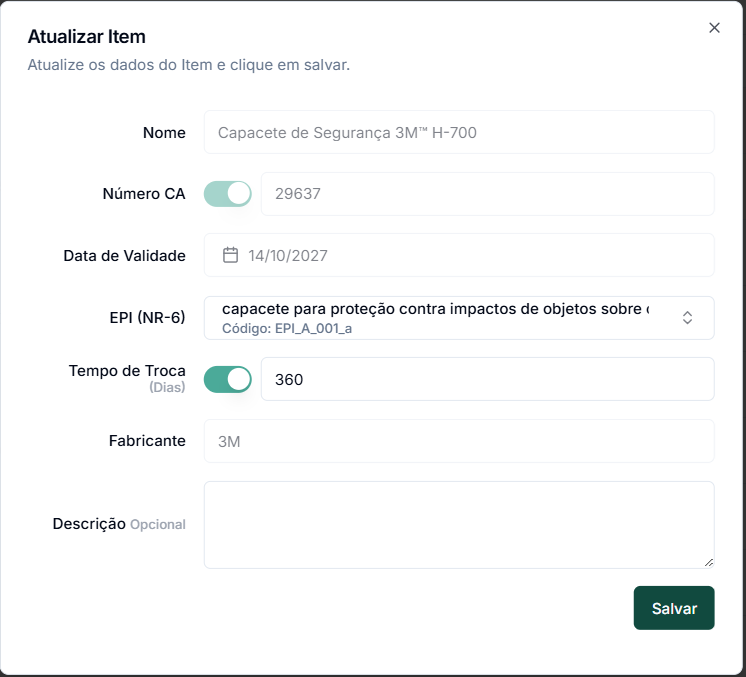 Atualizar Item
Atualize os dados do Item e clique em salvar.
Nome
Capacete de Segurança 3M™ H-700
Número CA
29637
Data de Validade
14/10/2027
EPI (NR-6)
capacete para proteção contra impactos de objetos sobre
Código: EPI_A_001_a
Tempo de Troca
(Dias)
360
Fabricante
3M
Descrição Opcional
Salvar